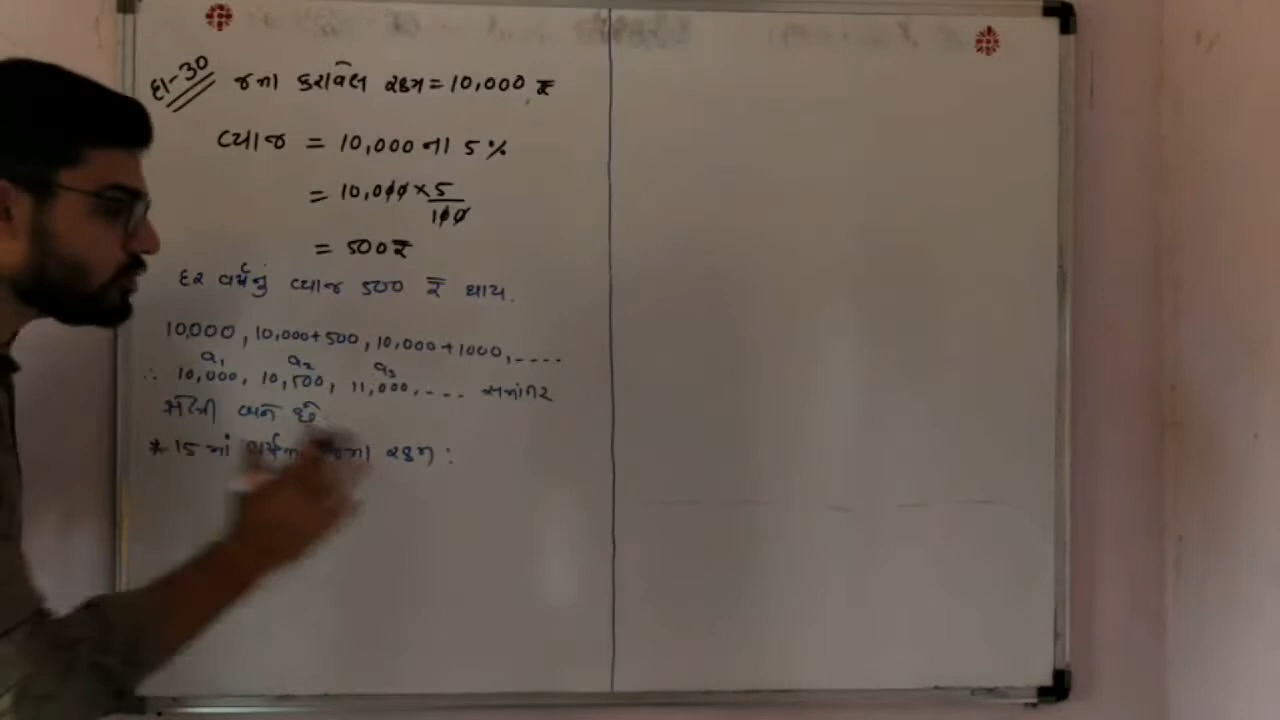 દા-30
જમા કરાવેલ રકમ = 10,000 ₹
વ્યાજ = 10,000 ના 5 %
= 10,000 × 5/100
= 500 ₹
દર વર્ષનું વ્યાજ 500 ₹ થાય.
10,000, 10,000+500, 10,000+1000, ....
a₁ a₂ a₃
∴ 10,000, 10,500, 11,000, .... સમાંતર
શ્રેણી બને છે
* 15 માં રકમ :